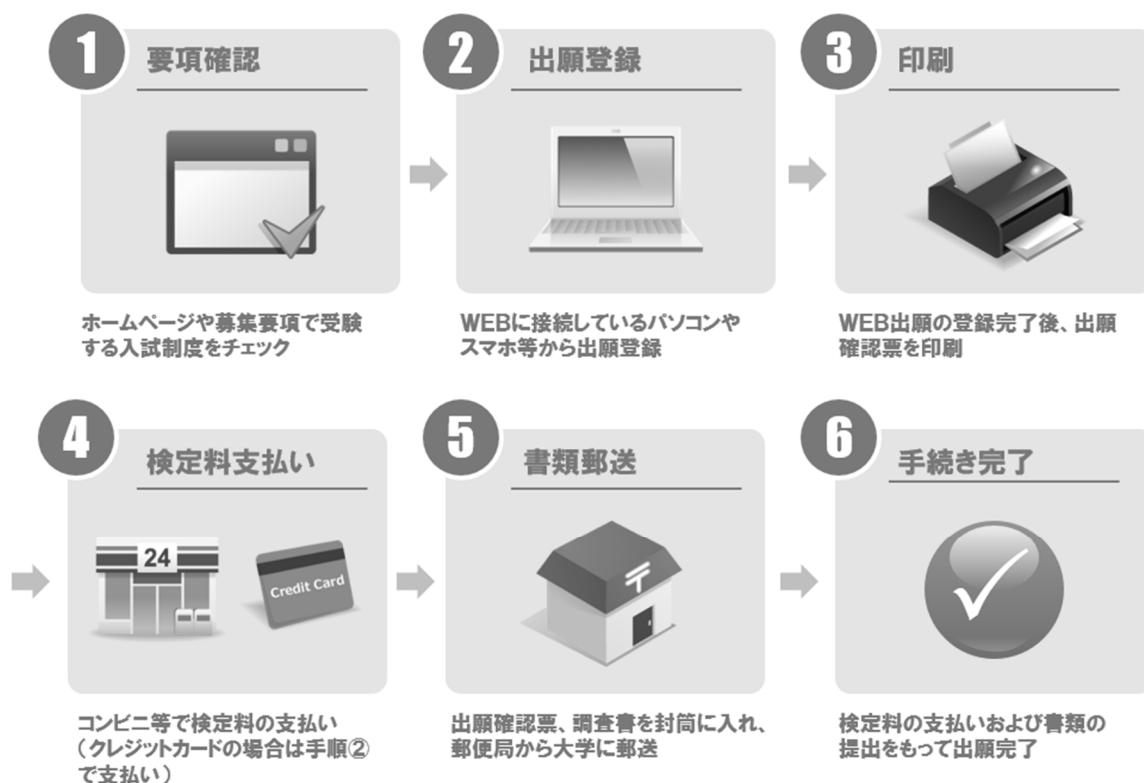 1 要項確認
ホームページや募集要項で受験
する入試制度をチェック
2 出願登録
WEBに接続しているパソコンや
スマホ等から出願登録
3 印刷
WEB出願の登録完了後、出願
確認票を印刷
4 検定料支払い
24
Credit Card
コンビニ等で検定料の支払い
（クレジットカードの場合は手順②
で支払い）
5 書類郵送
〒
出願確認票、調査書を封筒に入れ、
郵便局から大学に郵送
6 手続き完了
検定料の支払いおよび書類の
提出をもって出願完了